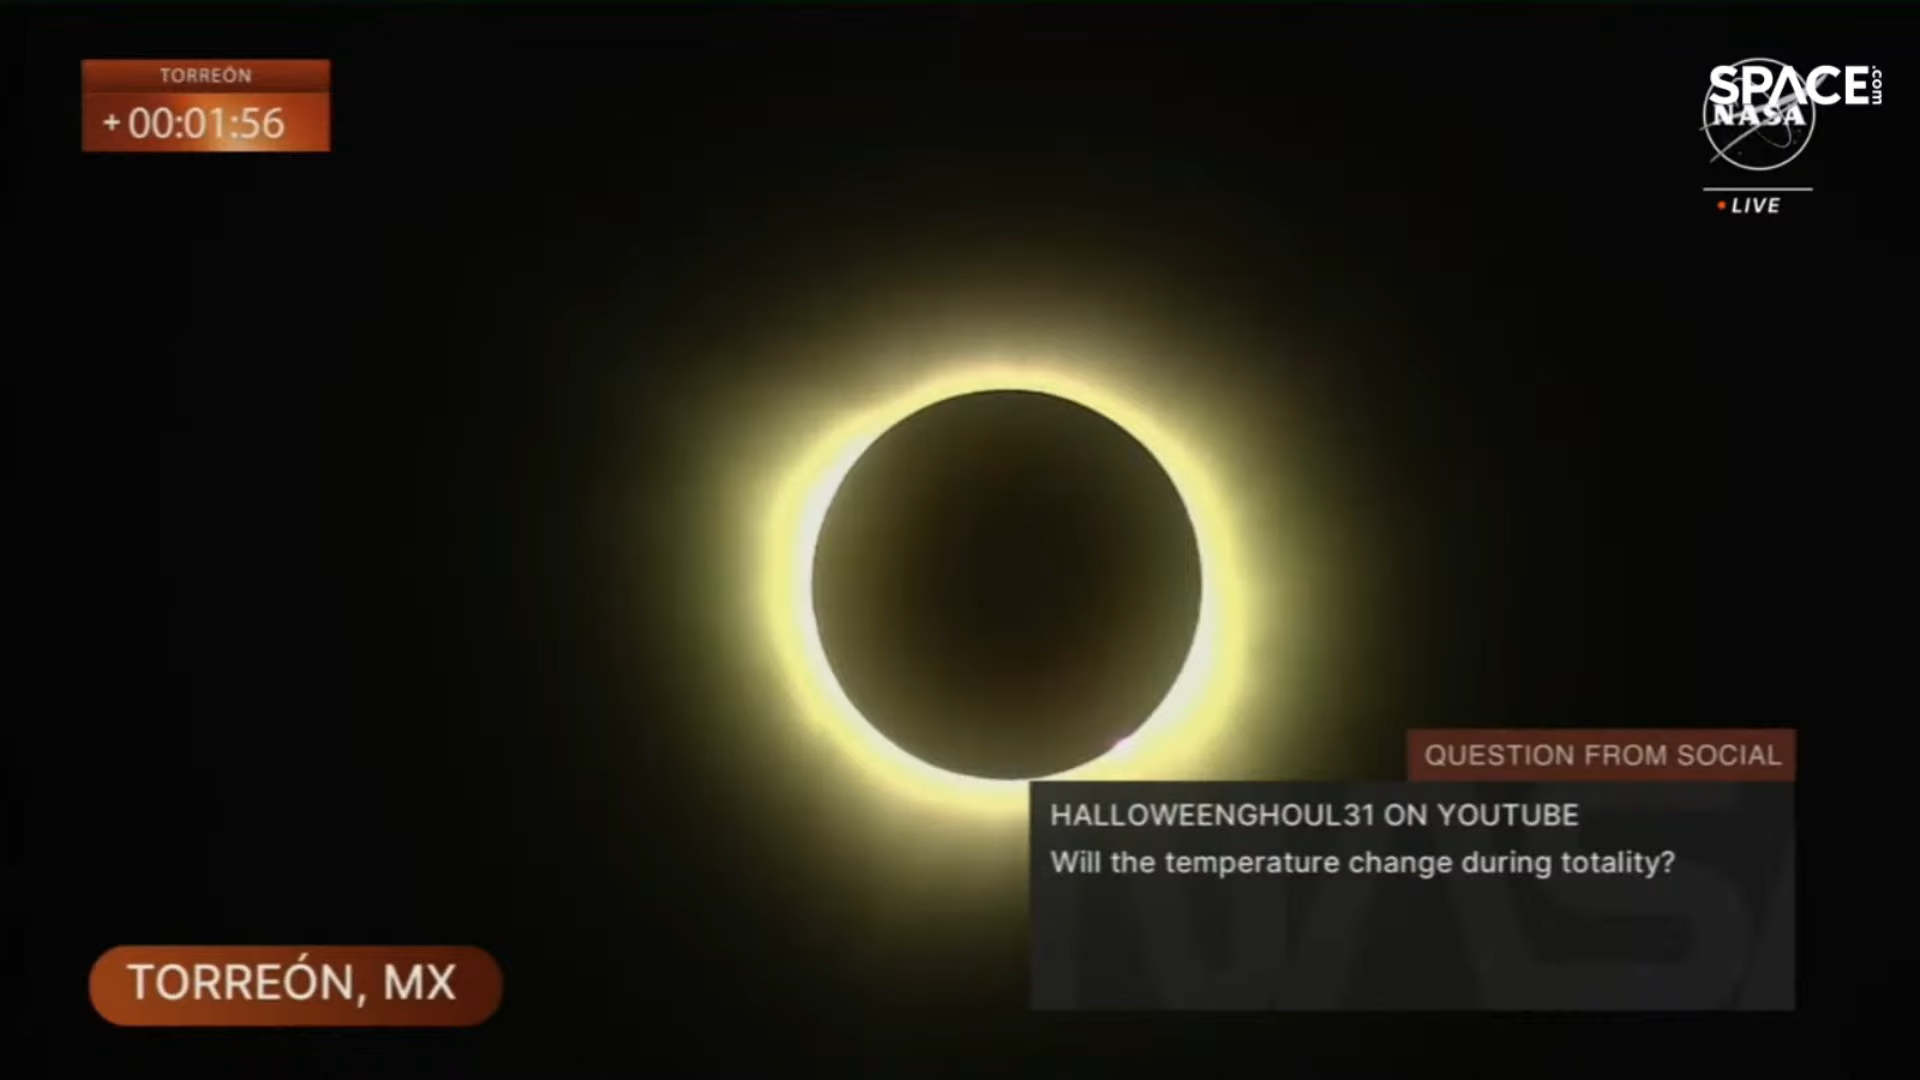 TORREÓN
+00:01:56
SPACE.com
NASA
LIVE
QUESTION FROM SOCIAL
HALLOWEENGHOUL31 ON YOUTUBE
Will the temperature change during totality?
TORREÓN, MX